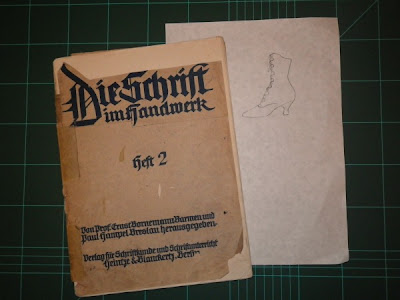 Die Schrift
im Handwerk
Heft 2
Von Prof. Ernst Bornemann Barmen und
Paul Hampel Breslau herausgegeben
Verlag für Schriftkunde und Schriftunterricht
Heintze & Blanckertz, Berlin